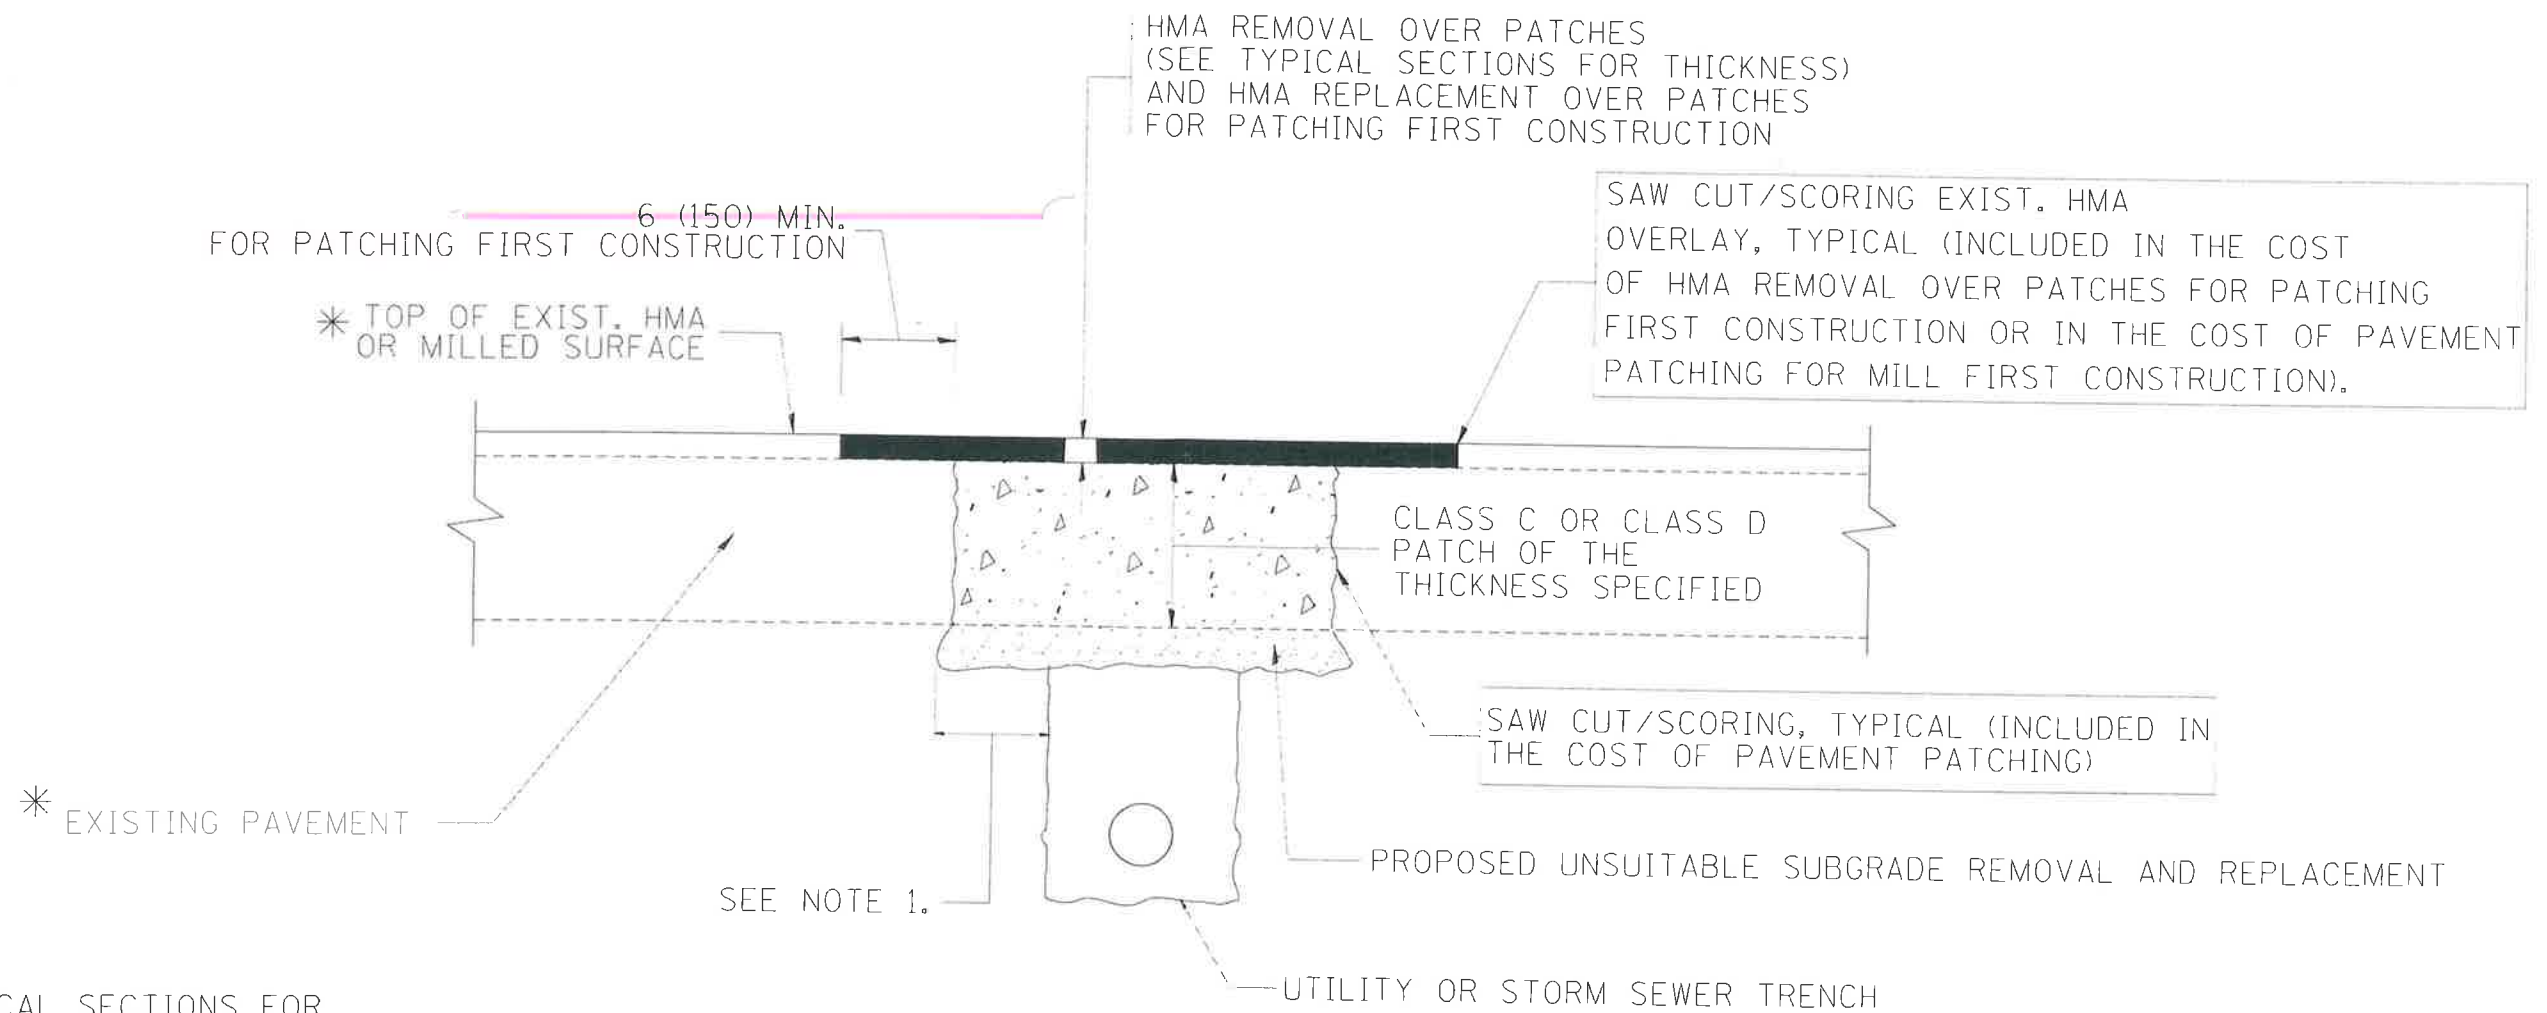 HMA REMOVAL OVER PATCHES
(SEE TYPICAL SECTIONS FOR THICKNESS)
AND HMA REPLACEMENT OVER PATCHES
FOR PATCHING FIRST CONSTRUCTION
6 (150) MIN.
FOR PATCHING FIRST CONSTRUCTION
* TOP OF EXIST. HMA
OR MILLED SURFACE
SAW CUT/SCORING EXIST. HMA
OVERLAY, TYPICAL (INCLUDED IN THE COST
OF HMA REMOVAL OVER PATCHES FOR PATCHING
FIRST CONSTRUCTION OR IN THE COST OF PAVEMENT
PATCHING FOR MILL FIRST CONSTRUCTION).
CLASS C OR CLASS D
PATCH OF THE
THICKNESS SPECIFIED
SAW CUT/SCORING, TYPICAL (INCLUDED IN
THE COST OF PAVEMENT PATCHING)
* EXISTING PAVEMENT
PROPOSED UNSUITABLE SUBGRADE REMOVAL AND REPLACEMENT
SEE NOTE 1.
UTILITY OR STORM SEWER TRENCH
CAL SECTIONS FOR